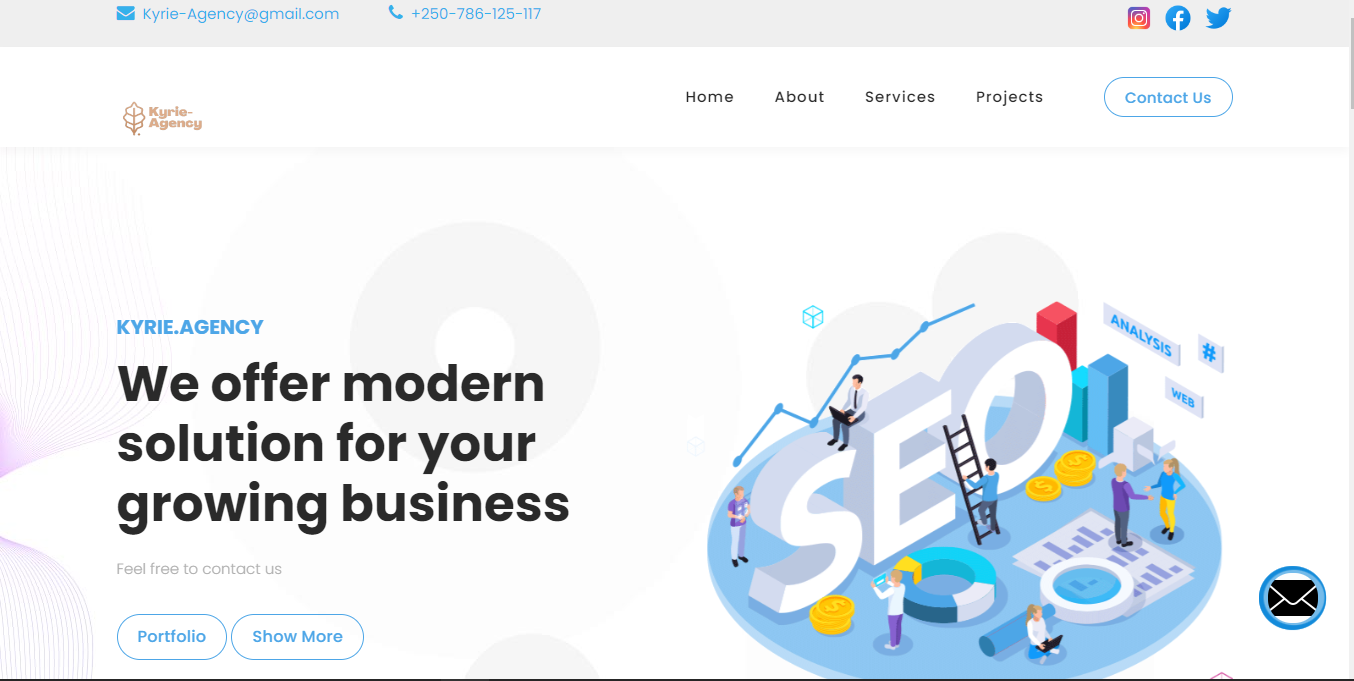 Kyrie-Agency@gmail.com
+250-786-125-117
Kyrie-
Agency
Home
About
Services
Projects
Contact Us
KYRIE.AGENCY
We offer modern
solution for your
growing business
Feel free to contact us
Portfolio
Show More
SEO
ANALYSIS
#
WEB